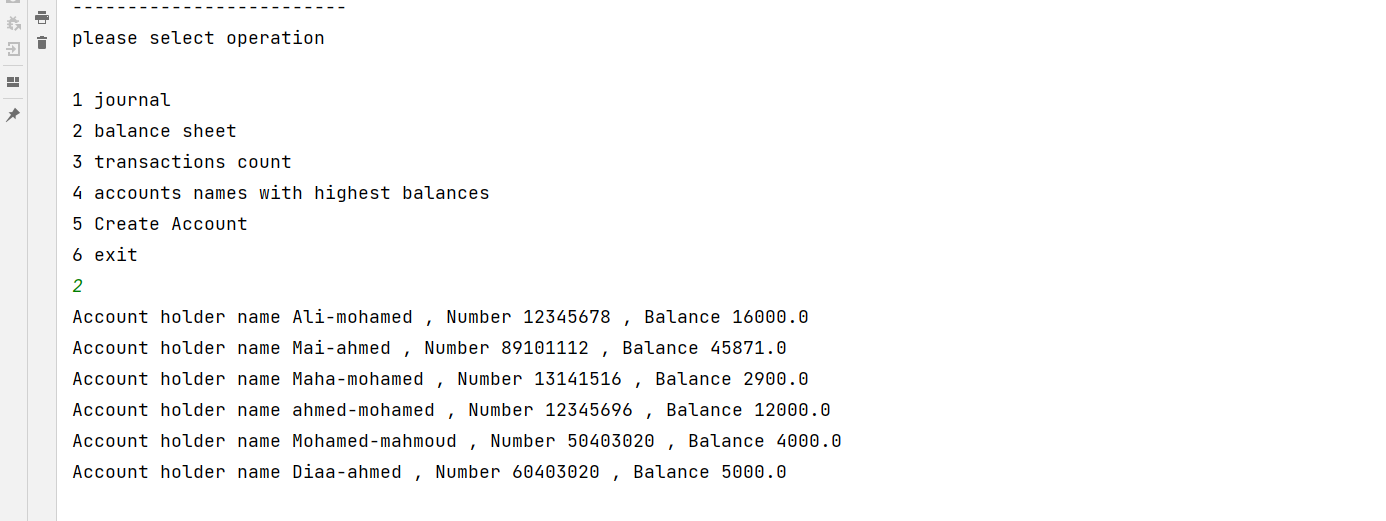 -------------------------
please select operation
1 journal
2 balance sheet
3 transactions count
4 accounts names with highest balances
5 Create Account
6 exit
2
Account holder name Ali-mohamed , Number 12345678 , Balance 16000.0
Account holder name Mai-ahmed , Number 89101112 , Balance 45871.0
Account holder name Maha-mohamed , Number 13141516 , Balance 2900.0
Account holder name ahmed-mohamed , Number 12345696 , Balance 12000.0
Account holder name Mohamed-mahmoud , Number 50403020 , Balance 4000.0
Account holder name Diaa-ahmed , Number 60403020 , Balance 5000.0